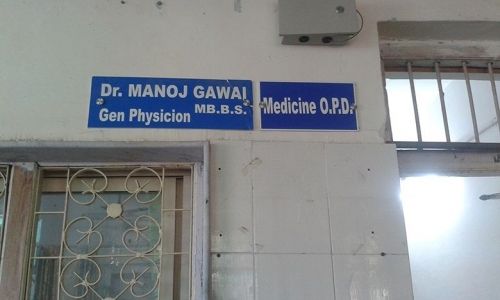 Dr. MANOJ GAWAI
MB.B.S.
Gen Physicion
Medicine O.P.D.